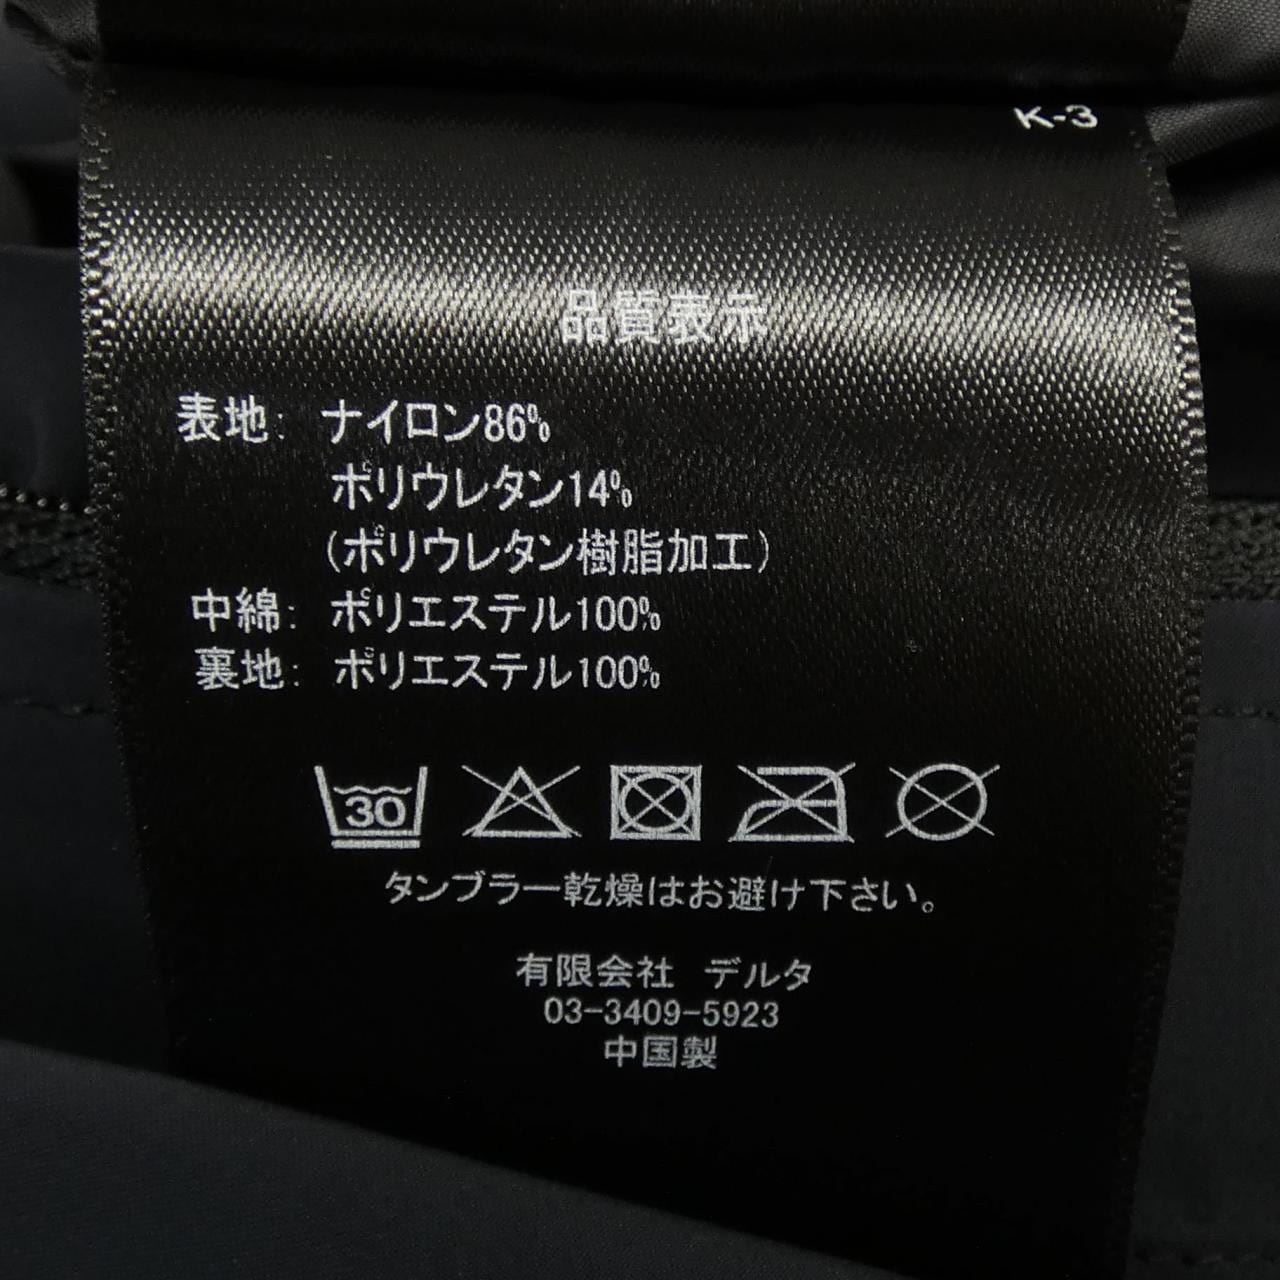 K-3
品質表示
表地: ナイロン86%
ポリウレタン14%
(ポリウレタン樹脂加工)
中綿: ポリエステル100%
裏地: ポリエステル100%
30
タンブラー乾燥はお避け下さい。
有限会社 デルタ
03-3409-5923
中国製